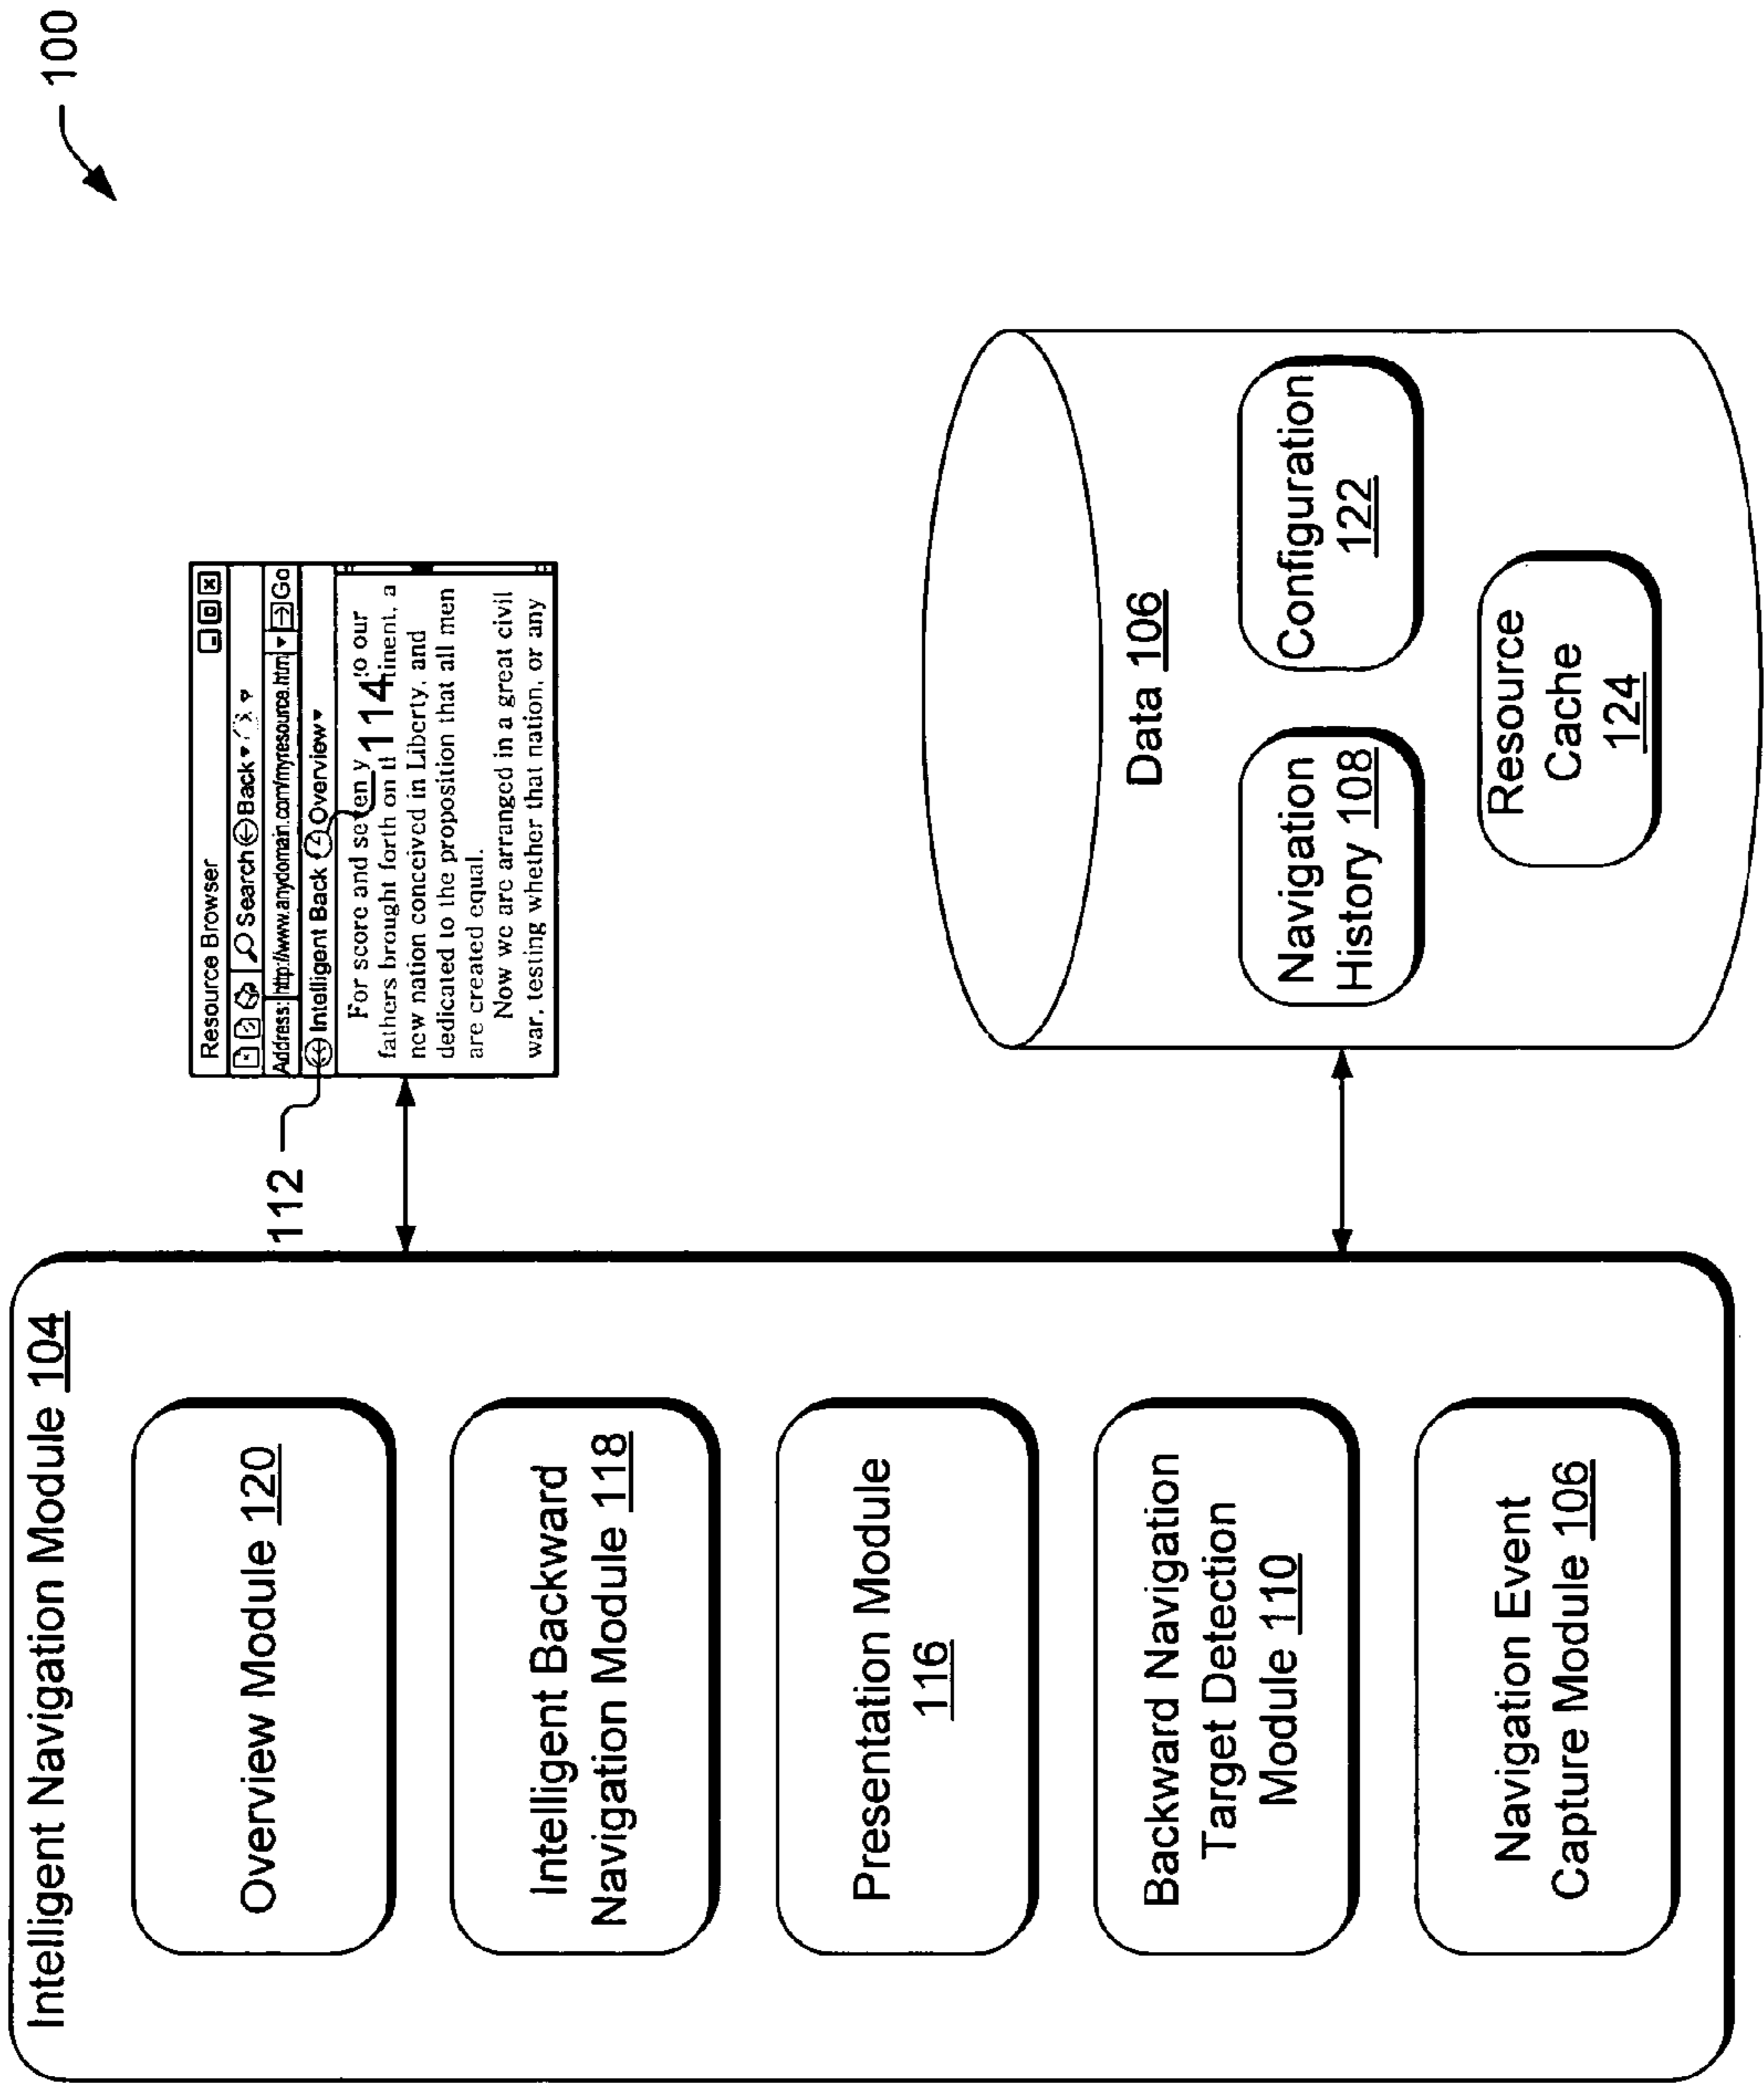 100
Intelligent Navigation Module 104
Overview Module 120
Intelligent Backward
Navigation Module 118
Presentation Module
116
Backward Navigation
Target Detection
Module 110
Navigation Event
Capture Module 106
112
Resource Browser
Search Back
Address: http://www.anydomain.com/myresource.htm Go
Intelligent Back Overview
114
For score and seven y to our
fathers brought forth on tinent, a
new nation conceived in Liberty, and
dedicated to the proposition that all men
are created equal.
Now we are arranged in a great civil
war, testing whether that nation, or any
Data 106
Navigation
History 108
Configuration
122
Resource
Cache
124